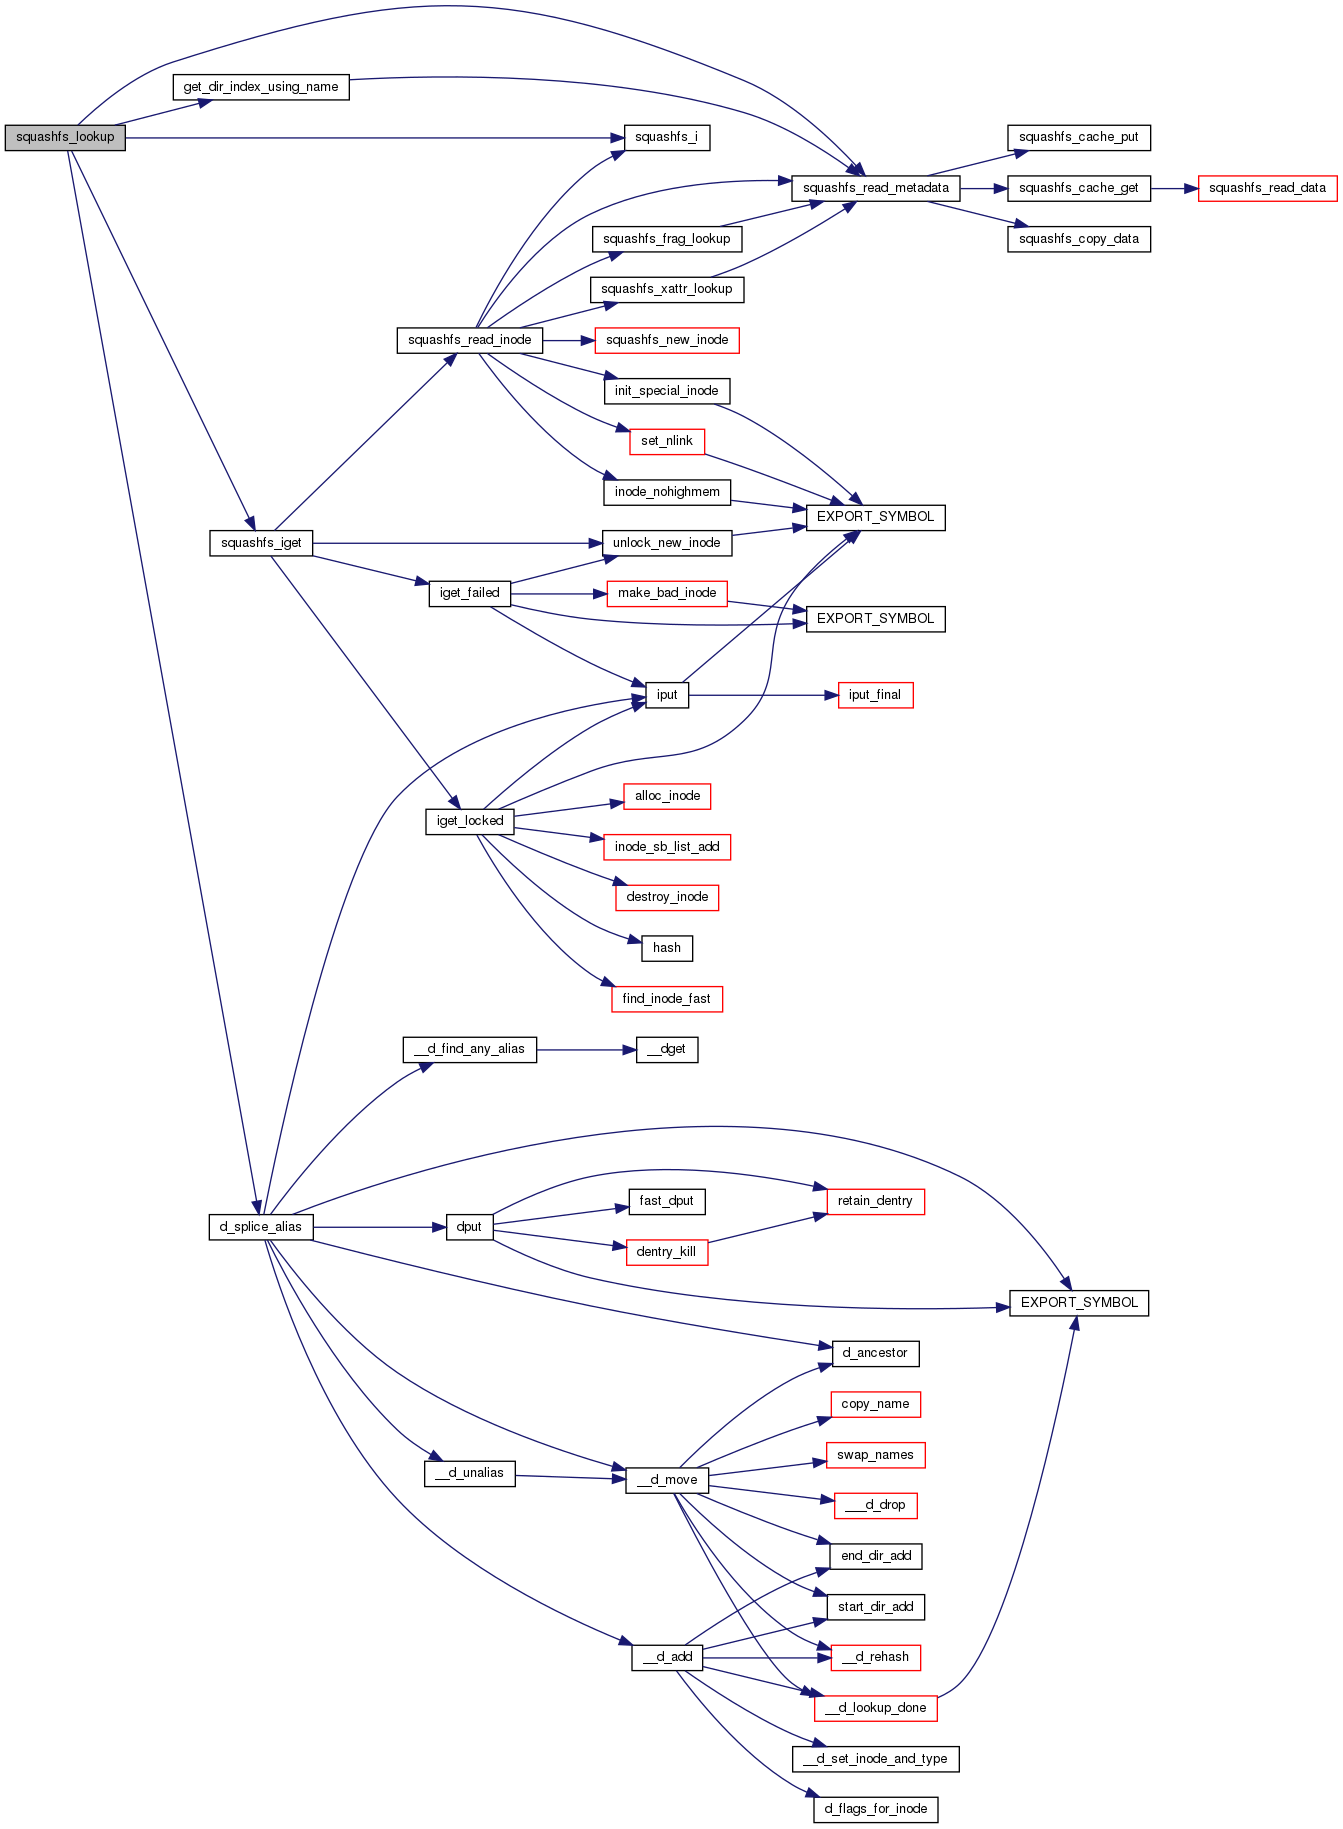 get_dir_index_using_name
squashfs_lookup
squashfs_i
squashfs_cache_put
squashfs_read_metadata
squashfs_cache_get
squashfs_read_data
squashfs_frag_lookup
squashfs_copy_data
squashfs_xattr_lookup
squashfs_read_inode
squashfs_new_inode
init_special_inode
set_nlink
inode_nohighmem
EXPORT_SYMBOL
squashfs_iget
unlock_new_inode
iget_failed
make_bad_inode
EXPORT_SYMBOL
iput
iput_final
alloc_inode
iget_locked
inode_sb_list_add
destroy_inode
hash
find_inode_fast
__d_find_any_alias
__dget
fast_dput
retain_dentry
d_splice_alias
dput
dentry_kill
EXPORT_SYMBOL
d_ancestor
copy_name
swap_names
__d_unalias
__d_move
___d_drop
end_dir_add
start_dir_add
__d_add
__d_rehash
__d_lookup_done
__d_set_inode_and_type
d_flags_for_inode